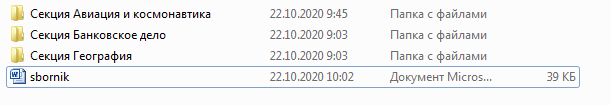 Секция Авиация и космонавтика 22.10.2020 9:45 Папка с файлами
Секция Банковское дело 22.10.2020 9:03 Папка с файлами
Секция География 22.10.2020 9:03 Папка с файлами
sbornik 22.10.2020 10:02 Документ Micros... 39 КБ